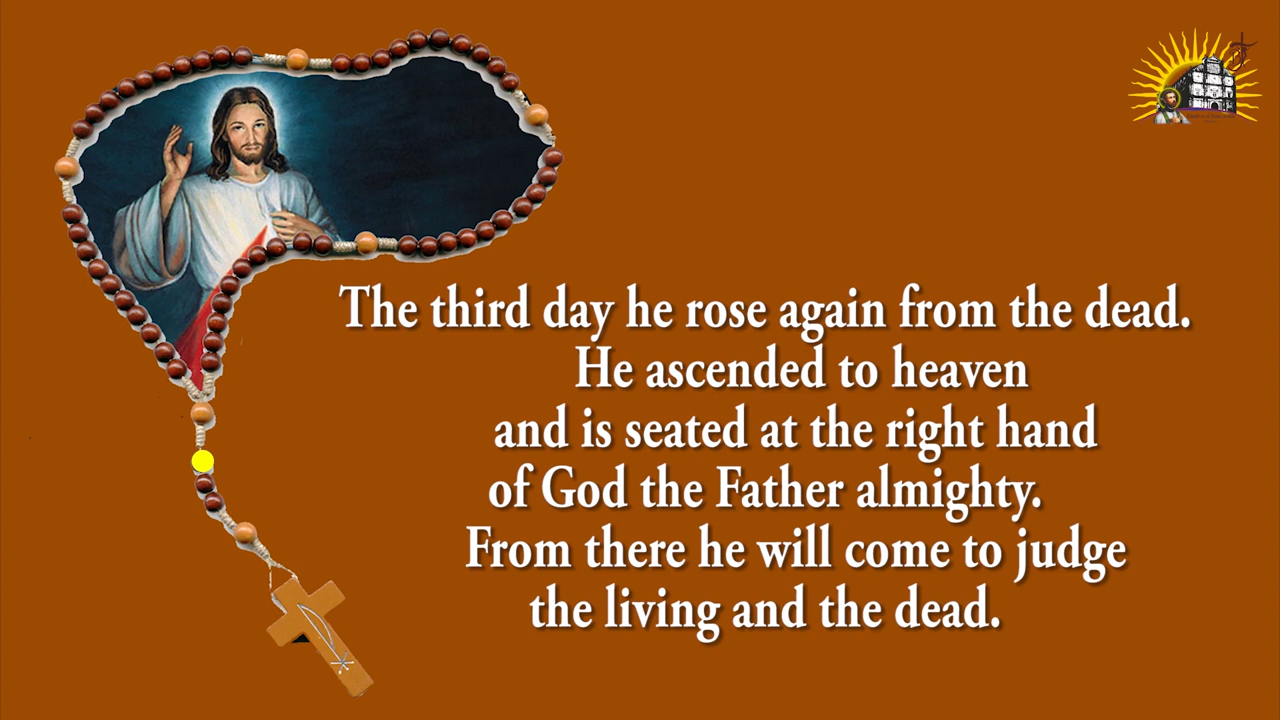 The third day he rose again from the dead.
He ascended to heaven
and is seated at the right hand
of God the Father almighty.
From there he will come to judge
the living and the dead.